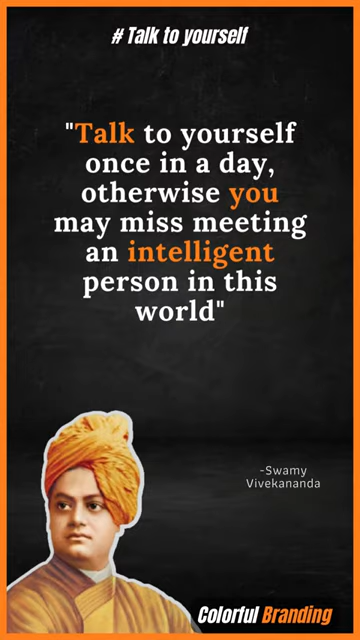 # Talk to yourself
"Talk to yourself
once in a day,
otherwise you
may miss meeting
an intelligent
person in this
world"
-Swamy
Vivekananda
Colorful Branding